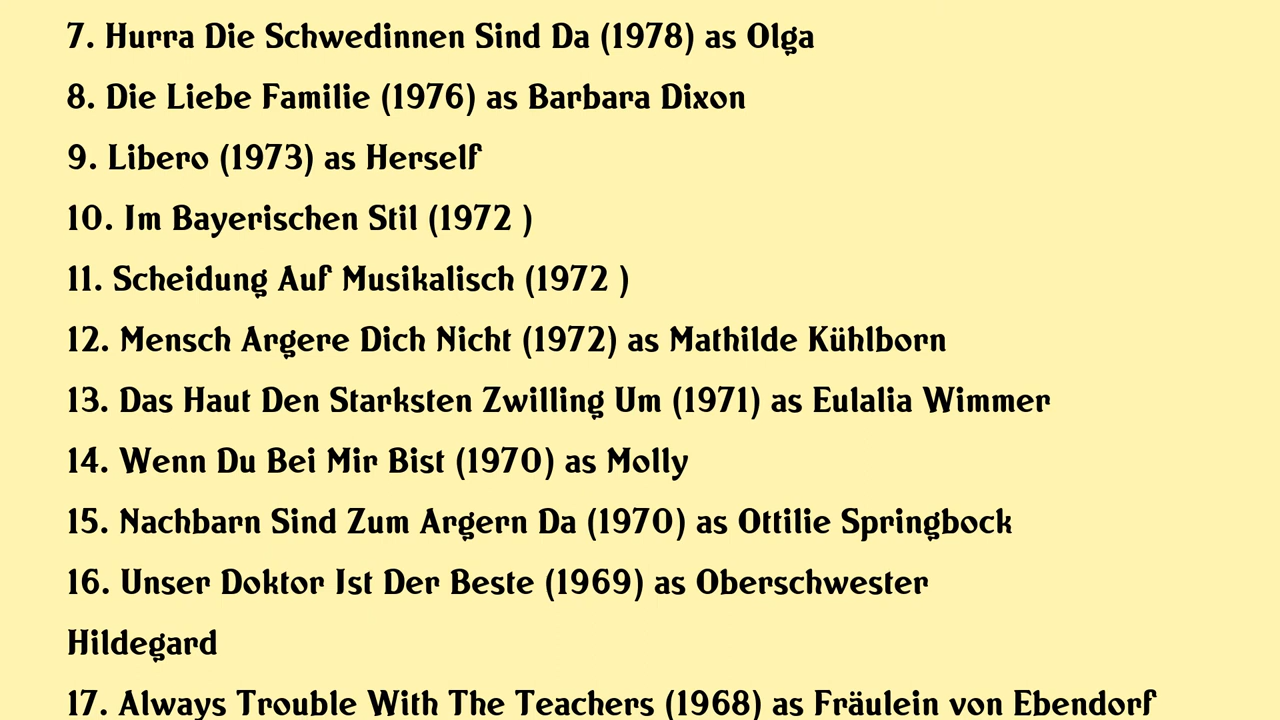 7. Hurra Die Schwedinnen Sind Da (1978) as Olga
8. Die Liebe Familie (1976) as Barbara Dixon
9. Libero (1973) as Herself
10. Im Bayerischen Stil (1972 )
11. Scheidung Auf Musikalisch (1972 )
12. Mensch Argere Dich Nicht (1972) as Mathilde Kühlborn
13. Das Haut Den Starksten Zwilling Um (1971) as Eulalia Wimmer
14. Wenn Du Bei Mir Bist (1970) as Molly
15. Nachbarn Sind Zum Argern Da (1970) as Ottilie Springbock
16. Unser Doktor Ist Der Beste (1969) as Oberschwester
Hildegard
17. Always Trouble With The Teachers (1968) as Fräulein von Ebendorf